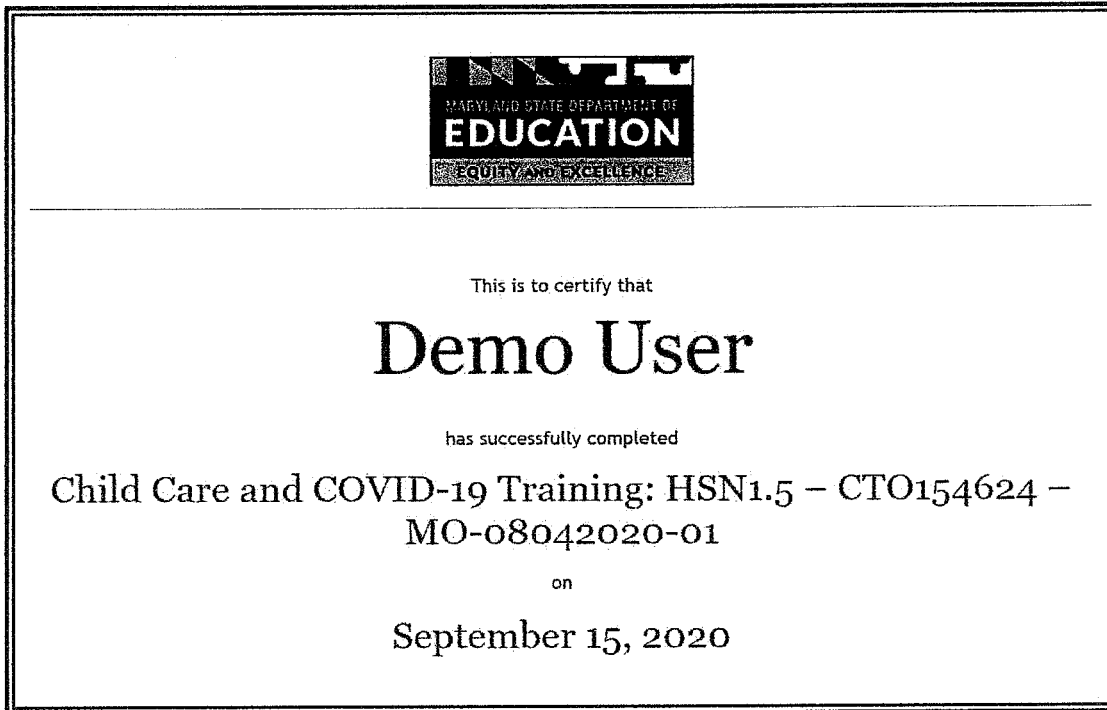 MARYLAND STATE DEPARTMENT OF
EDUCATION
EQUITY AND EXCELLENCE
This is to certify that
Demo User
has successfully completed
Child Care and COVID-19 Training: HSN1.5 – CTO154624 –
MO-08042020-01
on
September 15, 2020